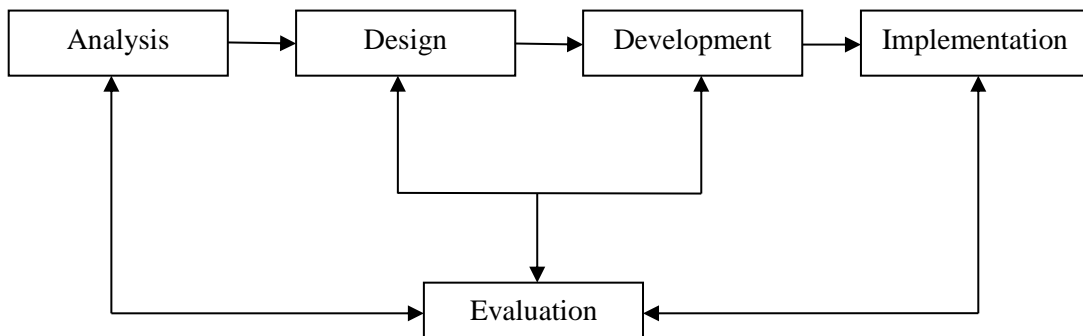 Analysis
Design
Development
Implementation
Evaluation